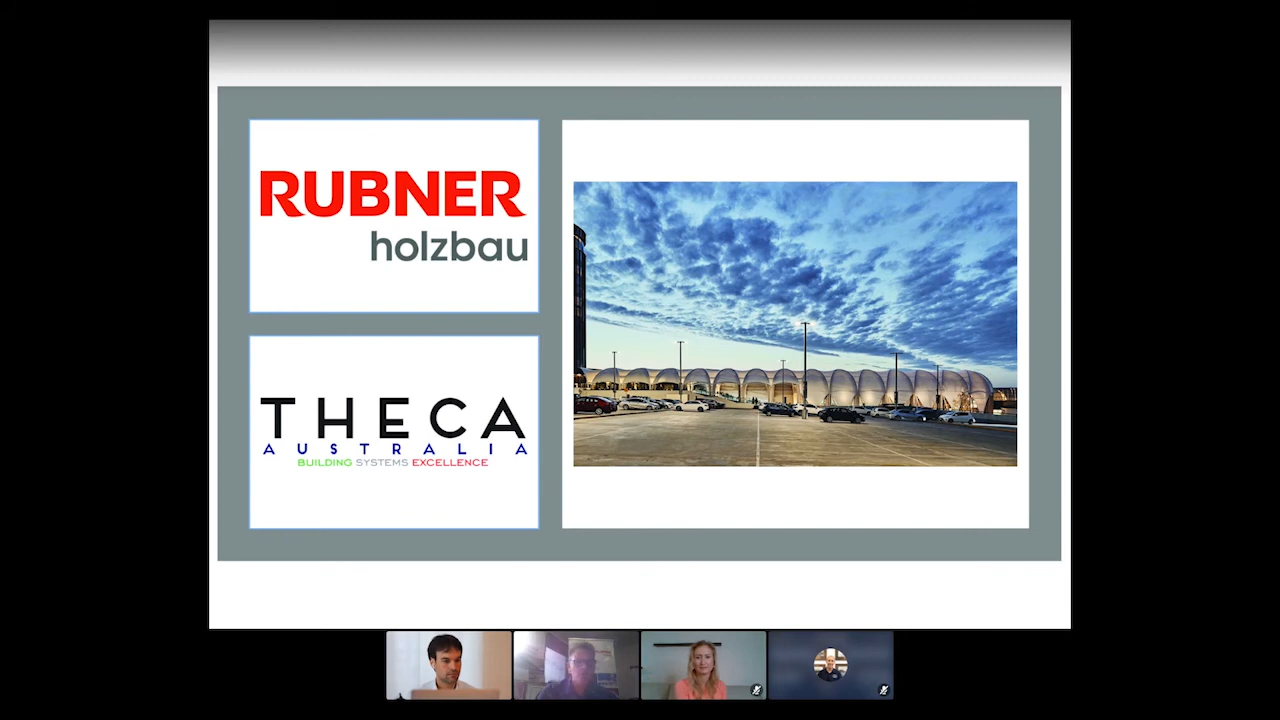 RUBNER
holzbau
THECA
AUSTRALIA
BUILDING SYSTEMS EXCELLENCE